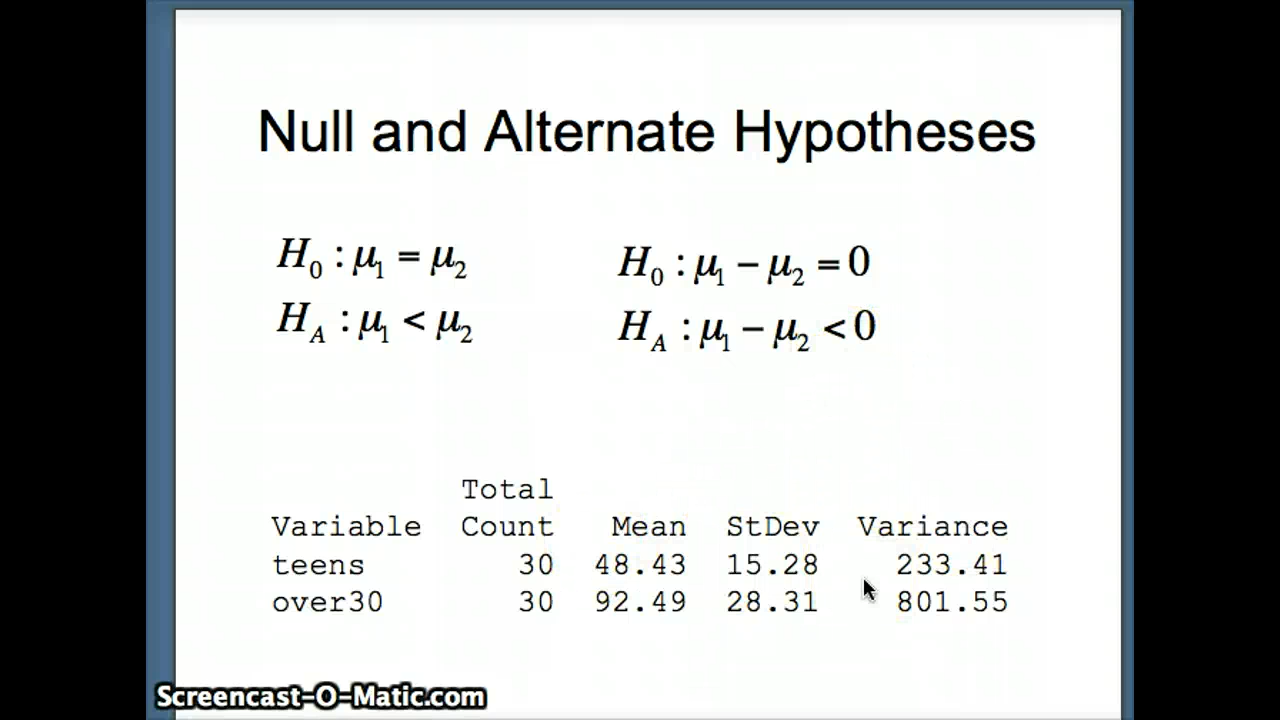 Null and Alternate Hypotheses
H₀ : μ₁ = μ₂
H_A : μ₁ < μ₂
H₀ : μ₁ − μ₂ = 0
H_A : μ₁ − μ₂ < 0
Total
Variable Count Mean StDev Variance
teens 30 48.43 15.28 233.41
over30 30 92.49 28.31 801.55
Screencast-O-Matic.com